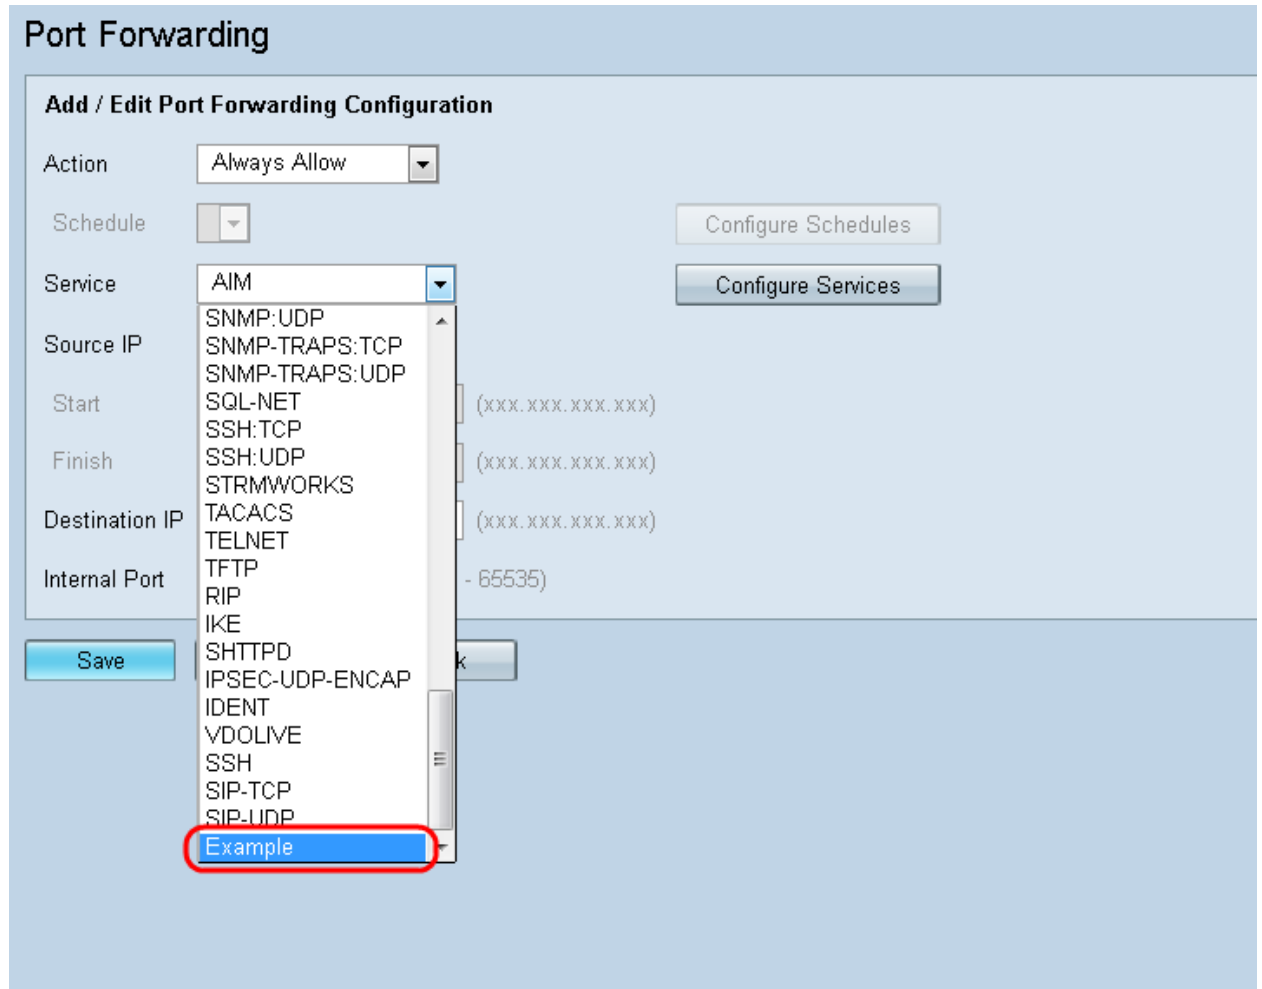 Port Forwarding
Add / Edit Port Forwarding Configuration
Action Always Allow
Schedule Configure Schedules
Service AIM Configure Services
SNMP:UDP
Source IP SNMP-TRAPS:TCP
SNMP-TRAPS:UDP
Start SQL-NET (xxx.xxx.xxx.xxx)
SSH:TCP
Finish SSH:UDP (xxx.xxx.xxx.xxx)
STRMWORKS
Destination IP TACACS (xxx.xxx.xxx.xxx)
TELNET
Internal Port TFTP - 65535)
RIP
IKE
Save SHTTPD k
IPSEC-UDP-ENCAP
IDENT
VDOLIVE
SSH
SIP-TCP
SIP-UDP
Example